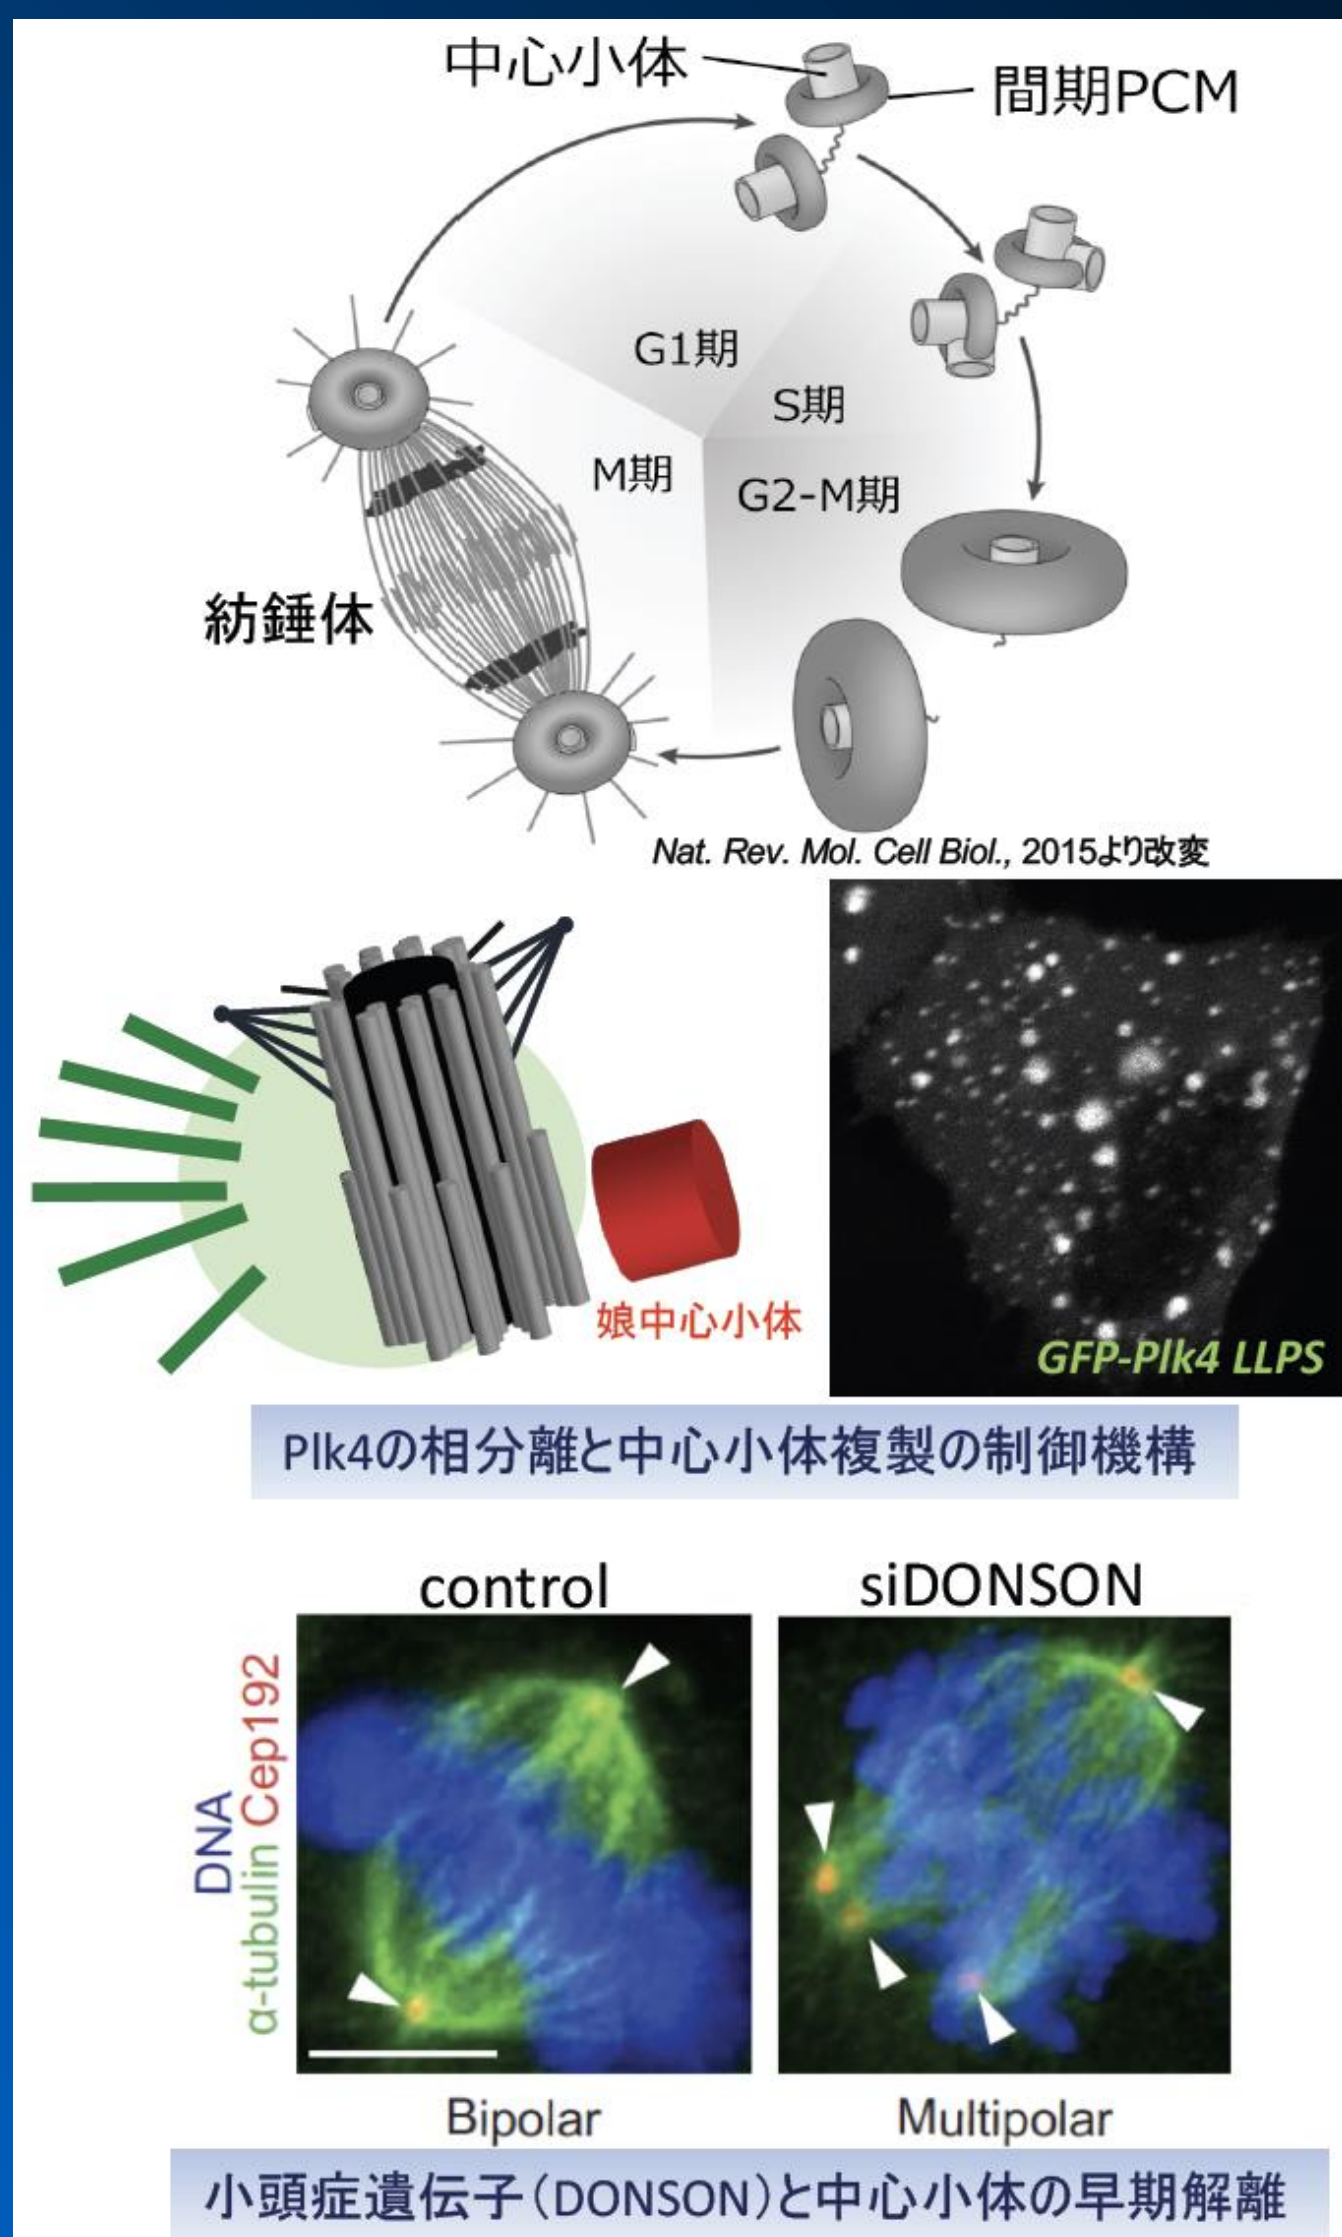 中心小体
間期PCM
G1期
S期
M期
G2-M期
紡錘体
Nat. Rev. Mol. Cell Biol., 2015より改変
娘中心小体
GFP-Plk4 LLPS
Plk4の相分離と中心小体複製の制御機構
control
siDONSON
DNA
α-tubulin Cep192
Bipolar
Multipolar
小頭症遺伝子(DONSON)と中心小体の早期解離